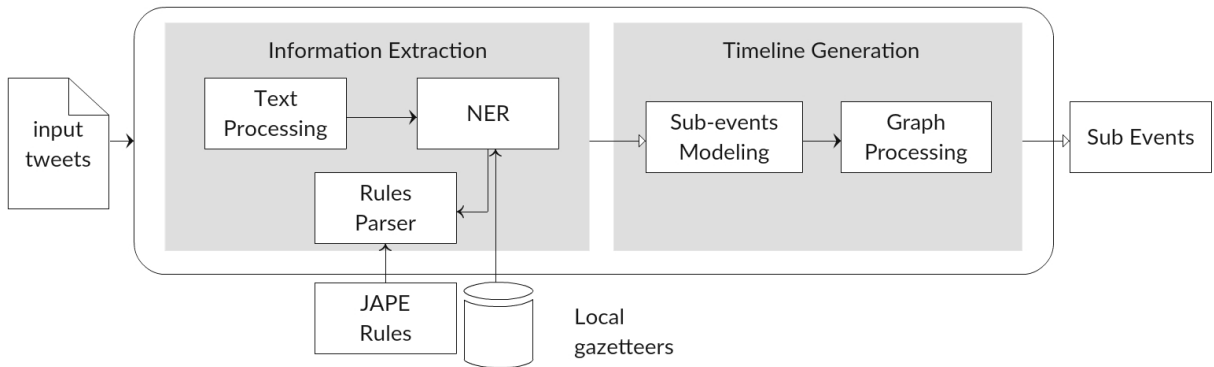 Information Extraction
Timeline Generation
input
tweets
Text
Processing
NER
Rules
Parser
Sub-events
Modeling
Graph
Processing
Sub Events
JAPE
Rules
Local
gazetteers